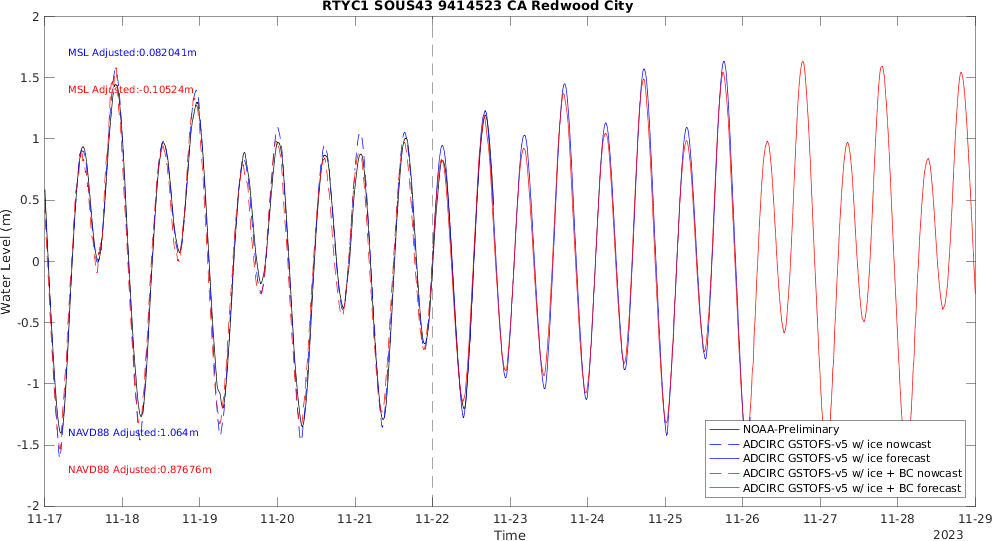 RTYC1 SOUS43 9414523 CA Redwood City
MSL Adjusted:0.082041m
MSL Adjusted:-0.10524m
NAVD88 Adjusted:1.064m
NAVD88 Adjusted:0.87676m
Water Level (m)
2
1.5
1
0.5
0
-0.5
-1
-1.5
-2
NOAA-Preliminary
ADCIRC GSTOFS-v5 w/ ice nowcast
ADCIRC GSTOFS-v5 w/ ice forecast
ADCIRC GSTOFS-v5 w/ ice + BC nowcast
ADCIRC GSTOFS-v5 w/ ice + BC forecast
11-17 11-18 11-19 11-20 11-21 11-22 11-23 11-24 11-25 11-26 11-27 11-28 11-29
Time
2023